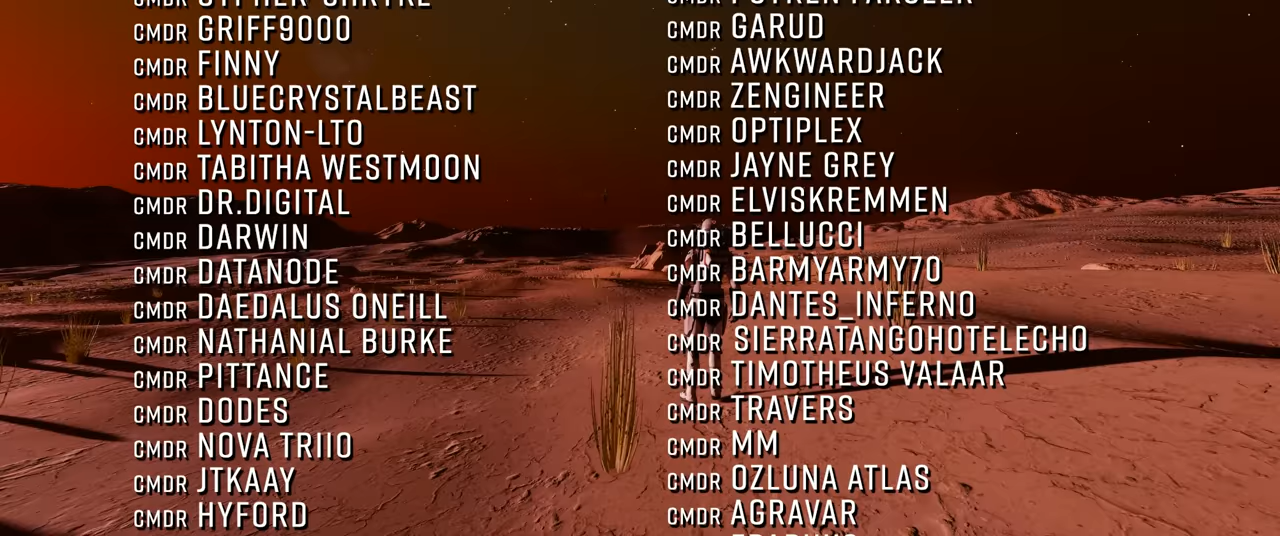 CMDR GRIFF9000
CMDR FINNY
CMDR BLUECRYSTALBEAST
CMDR LYNTON-LTO
CMDR TABITHA WESTMOON
CMDR DR.DIGITAL
CMDR DARWIN
CMDR DATANODE
CMDR DAEDALUS ONEILL
CMDR NATHANIAL BURKE
CMDR PITTANCE
CMDR DODES
CMDR NOVA TRIIO
CMDR JTKAAY
CMDR HYFORD
CMDR GARUD
CMDR AWKWARDJACK
CMDR ZENGINEER
CMDR OPTIPLEX
CMDR JAYNE GREY
CMDR ELVISKREMMEN
CMDR BELLUCCI
CMDR BARMYARMY70
CMDR DANTES_INFERNO
CMDR SIERRATANGOHOTELECHO
CMDR TIMOTHEUS VALAAR
CMDR TRAVERS
CMDR MM
CMDR OZLUNA ATLAS
CMDR AGRAVAR